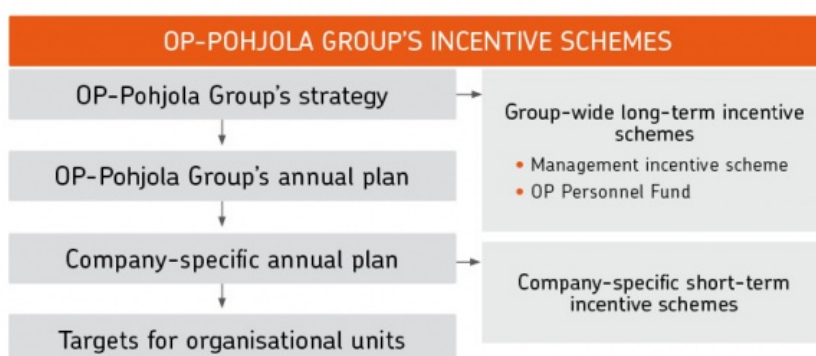 OP-POHJOLA GROUP'S INCENTIVE SCHEMES
OP-Pohjola Group's strategy
OP-Pohjola Group's annual plan
Company-specific annual plan
Targets for organisational units
Group-wide long-term incentive
schemes
• Management incentive scheme
• OP Personnel Fund
Company-specific short-term
incentive schemes